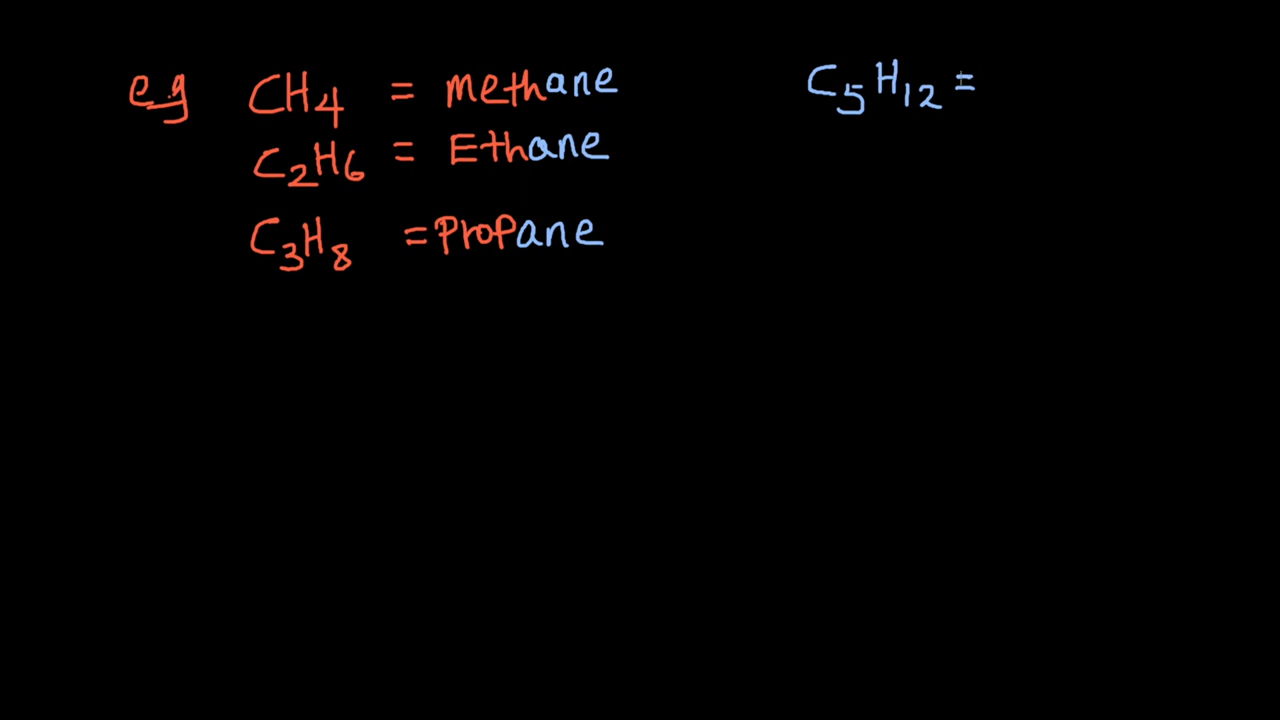 e.g CH4 = methane
C2H6 = Ethane
C3H8 = Propane
C5H12 =